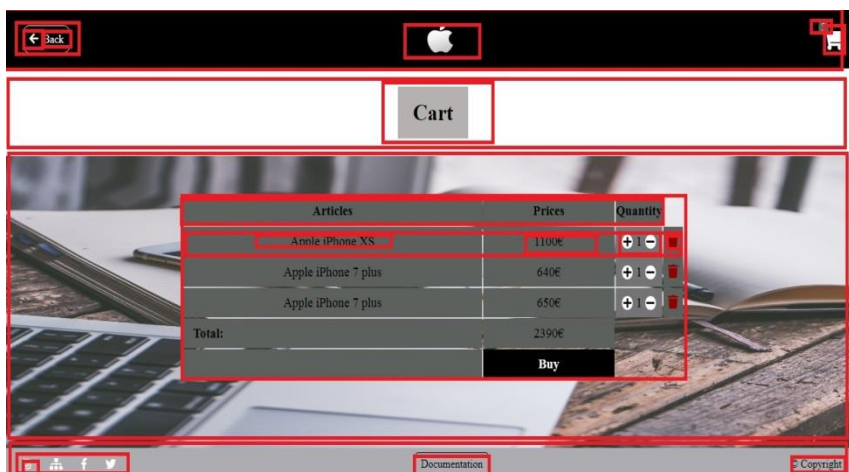 Back
Cart
Articles Prices Quantity
Apple iPhone XS 1100€ 1
Apple iPhone 7 plus 640€ 1
Apple iPhone 7 plus 650€ 1
Total: 2390€
Buy
Documentation
© Copyright